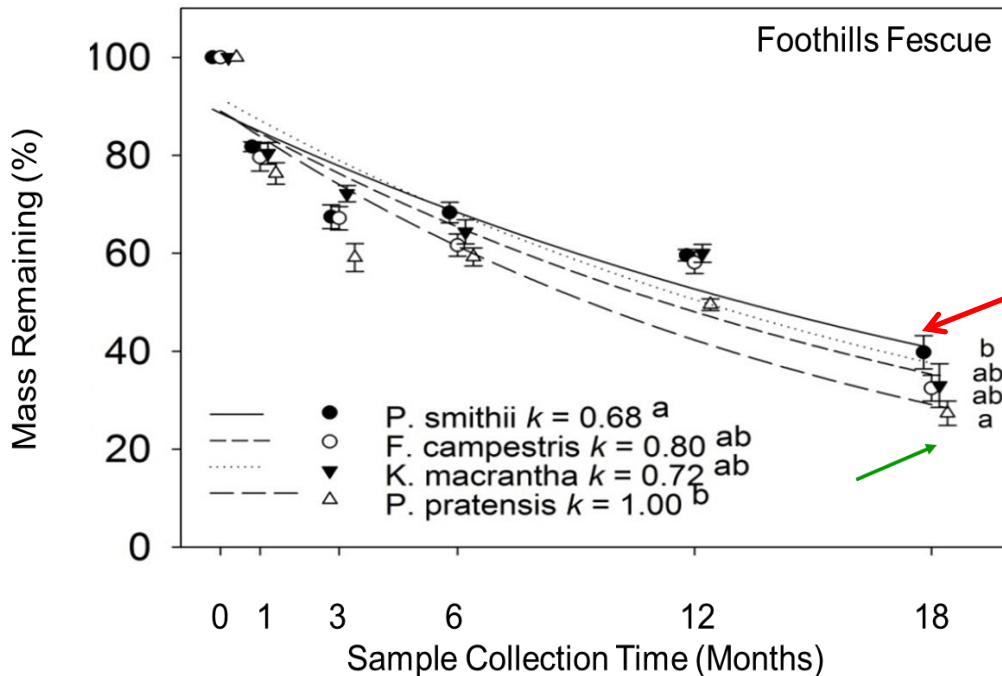 Foothills Fescue
Mass Remaining (%)
100
80
60
40
20
0
b
ab
ab
a
P. smithii k = 0.68 a
F. campestris k = 0.80 ab
K. macrantha k = 0.72 ab
P. pratensis k = 1.00 b
0 1 3 6 12 18
Sample Collection Time (Months)